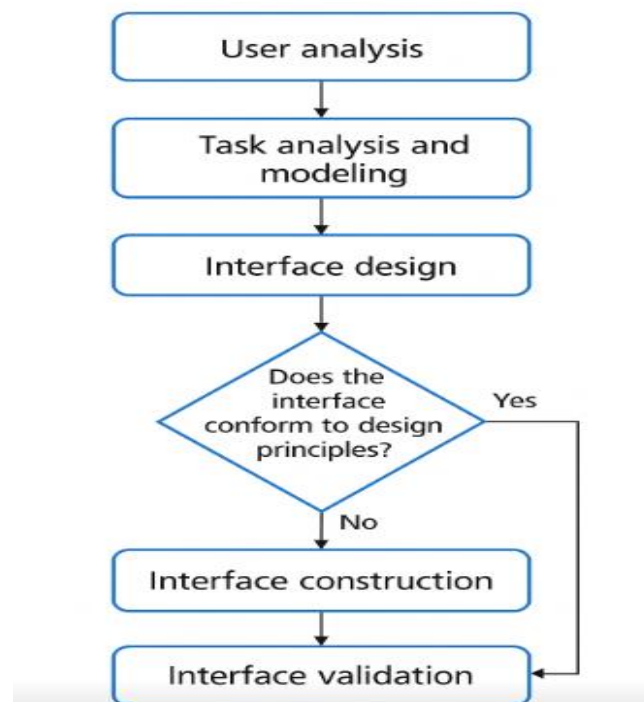 User analysis
Task analysis and
modeling
Interface design
Does the
interface
conform to design
principles?
Yes
No
Interface construction
Interface validation